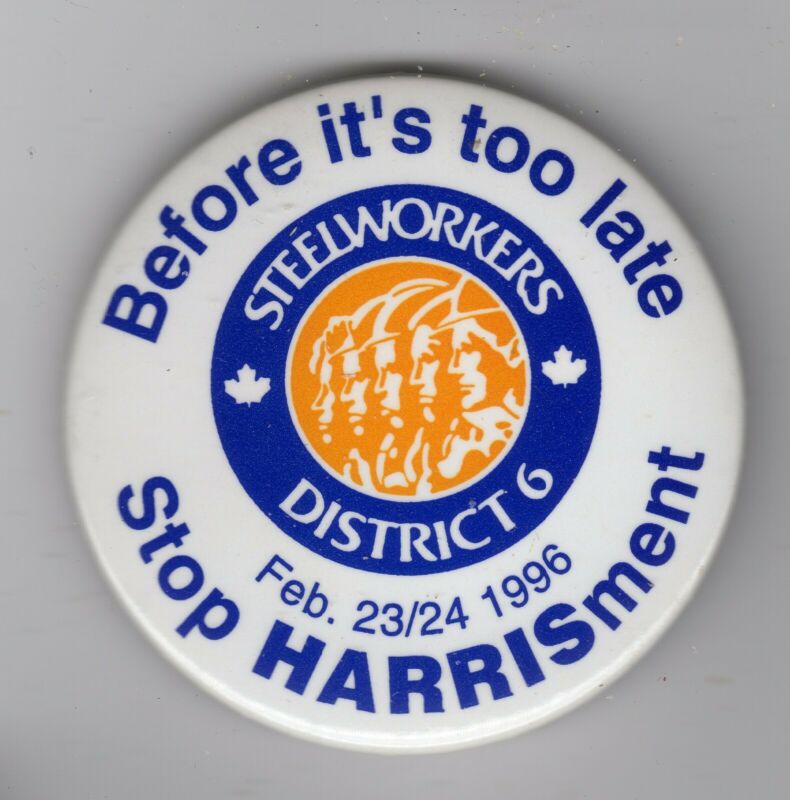 Before it's too late
STEELWORKERS
DISTRICT 6
Feb. 23/24 1996
Stop HARRISment